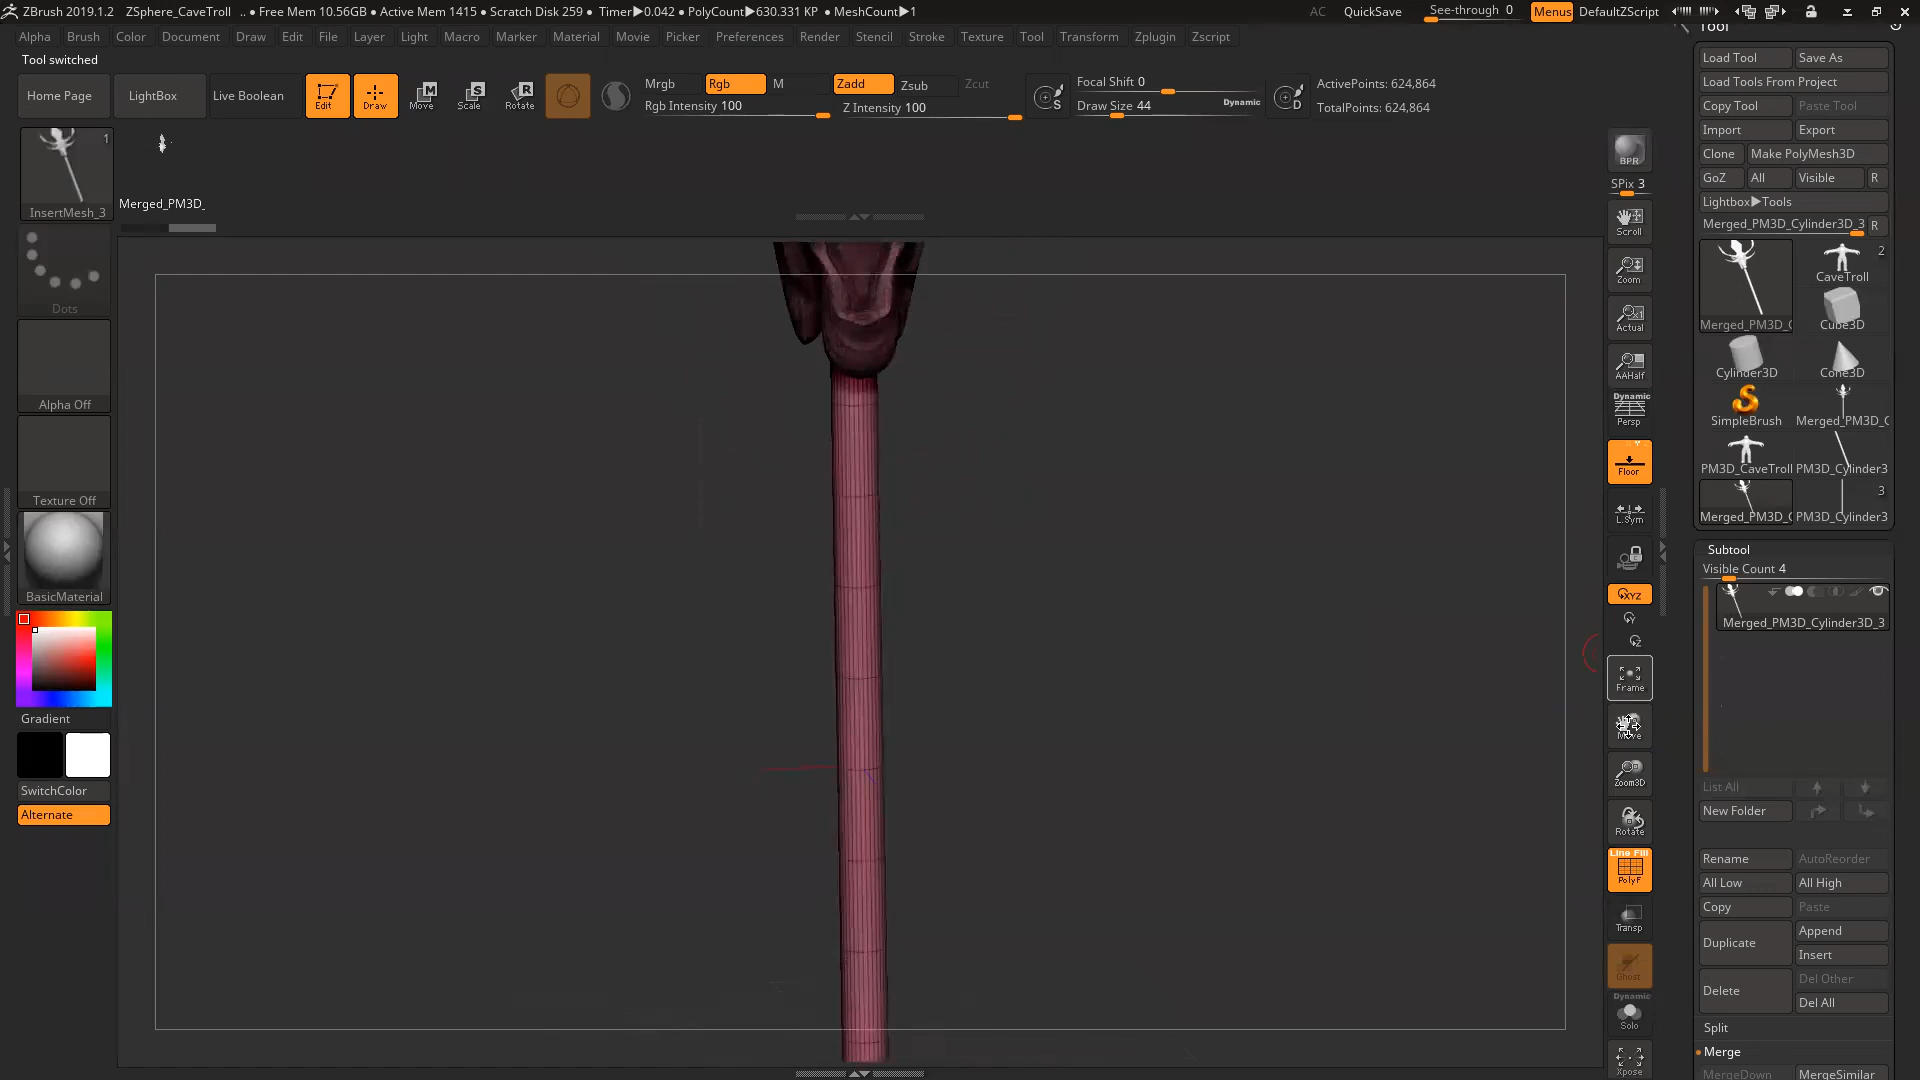 ZBrush 2019.1.2 ZSphere_CaveTroll .. • Free Mem 10.56GB • Active Mem 1415 • Scratch Disk 259 • Timer▶0.042 • PolyCount▶630.331 KP • MeshCount▶1 AC QuickSave See-through 0 Menus DefaultZScript
Alpha Brush Color Document Draw Edit File Layer Light Macro Marker Material Movie Picker Preferences Render Stencil Stroke Texture Tool Transform Zplugin Zscript
Tool
Tool switched
Home Page LightBox Live Boolean Edit Draw Move Scale Rotate
Mrgb Rgb M Zadd Zsub Zcut
Rgb Intensity 100 Z Intensity 100
S Focal Shift 0
Draw Size 44 Dynamic
D ActivePoints: 624,864
TotalPoints: 624,864
1
InsertMesh_3
Merged_PM3D_
Dots
Alpha Off
Texture Off
BasicMaterial
Gradient
SwitchColor
Alternate
BPR
SPix 3
Scroll
Zoom
Actual
AAHalf
Dynamic
Persp
Floor
L.Sym
XYZ
Y
Z
Frame
Move
Zoom3D
Rotate
Line Fill
PolyF
Transp
Ghost
Dynamic
Solo
Xpose
Load Tool Save As
Load Tools From Project
Copy Tool Paste Tool
Import Export
Clone Make PolyMesh3D
GoZ All Visible R
Lightbox▶Tools
Merged_PM3D_Cylinder3D_3 R
2
CaveTroll
Merged_PM3D_C Cube3D
Cylinder3D Cone3D
SimpleBrush Merged_PM3D_C
PM3D_CaveTroll PM3D_Cylinder3
3
Merged_PM3D_C PM3D_Cylinder3
Subtool
Visible Count 4
Merged_PM3D_Cylinder3D_3
List All
New Folder
Rename AutoReorder
All Low All High
Copy Paste
Duplicate Append
Insert
Delete Del Other
Del All
Split
Merge
MergeDown MergeSimilar